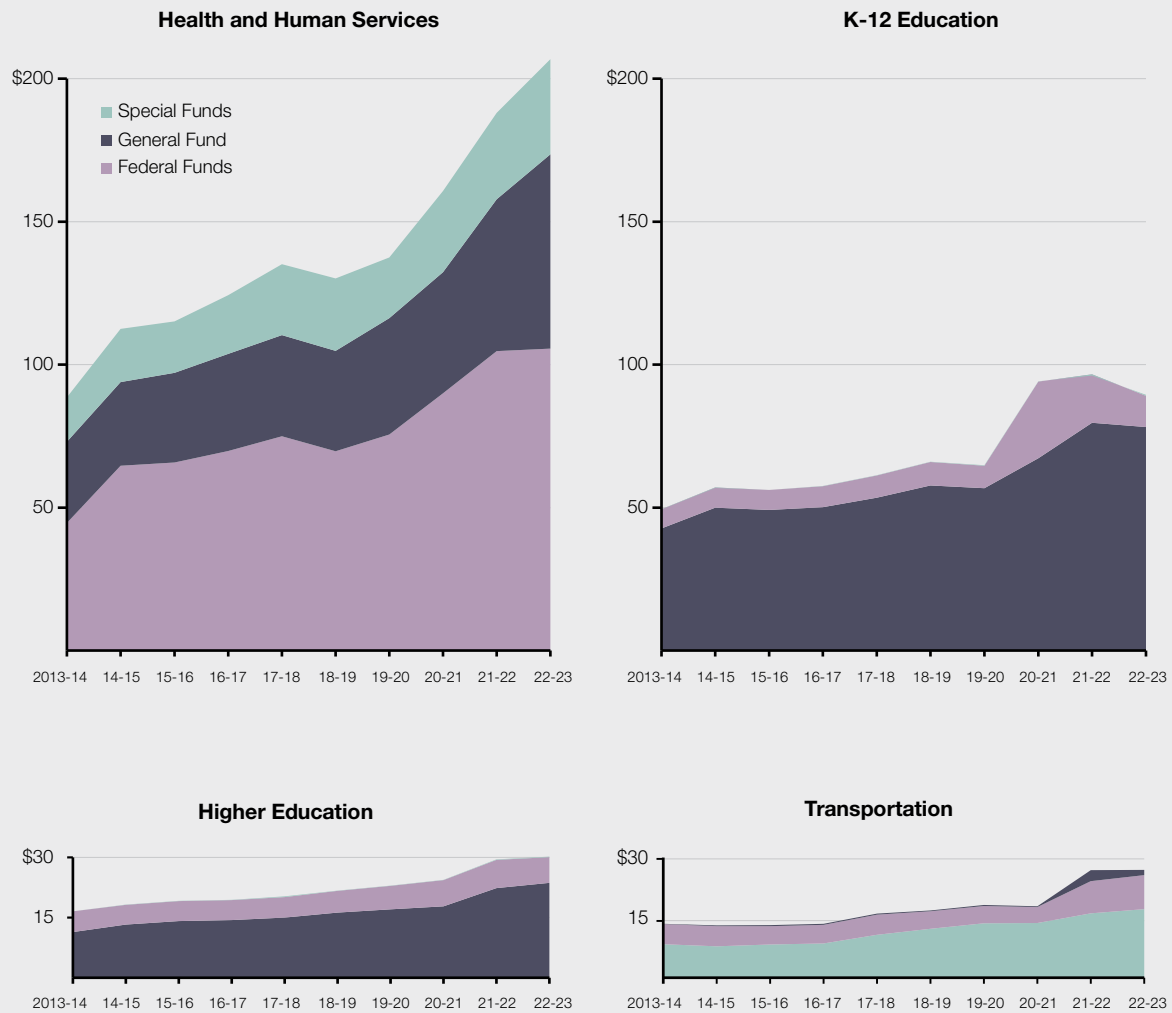 Health and Human Services
$200
150
100
50
Special Funds
General Fund
Federal Funds
2013-14 14-15 15-16 16-17 17-18 18-19 19-20 20-21 21-22 22-23
K-12 Education
$200
150
100
50
2013-14 14-15 15-16 16-17 17-18 18-19 19-20 20-21 21-22 22-23
Higher Education
$30
15
2013-14 14-15 15-16 16-17 17-18 18-19 19-20 20-21 21-22 22-23
Transportation
$30
15
2013-14 14-15 15-16 16-17 17-18 18-19 19-20 20-21 21-22 22-23